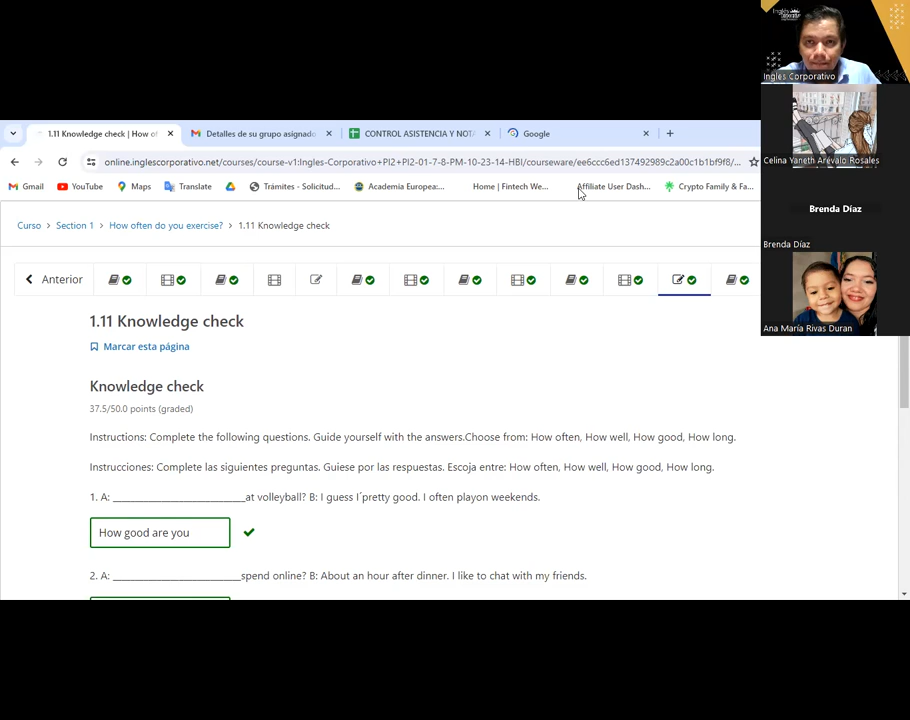 Ingles Corporativo
Celina Yaneth Arévalo Rosales
Brenda Díaz
Brenda Díaz
Ana María Rivas Duran
1.11 Knowledge check | How of
Detalles de su grupo asignado
CONTROL ASISTENCIA Y NOTA
Google
online.inglescorporativo.net/courses/course-v1:Ingles-Corporativo+PI2+PI2-01-7-8-PM-10-23-14-HBI/courseware/ee6ccc6ed137492989c2a00c1b1bf9f8/...
Gmail
YouTube
Maps
Translate
Trámites - Solicitud...
Academia Europea:...
Home | Fintech We...
Affiliate User Dash...
Crypto Family & Fa...
Curso > Section 1 > How often do you exercise? > 1.11 Knowledge check
Anterior
1.11 Knowledge check
Marcar esta página
Knowledge check
37.5/50.0 points (graded)
Instructions: Complete the following questions. Guide yourself with the answers.Choose from: How often, How well, How good, How long.
Instrucciones: Complete las siguientes preguntas. Guiese por las respuestas. Escoja entre: How often, How well, How good, How long.
1. A: ___________________________at volleyball? B: I guess I´pretty good. I often playon weekends.
How good are you
2. A: __________________________spend online? B: About an hour after dinner. I like to chat with my friends.